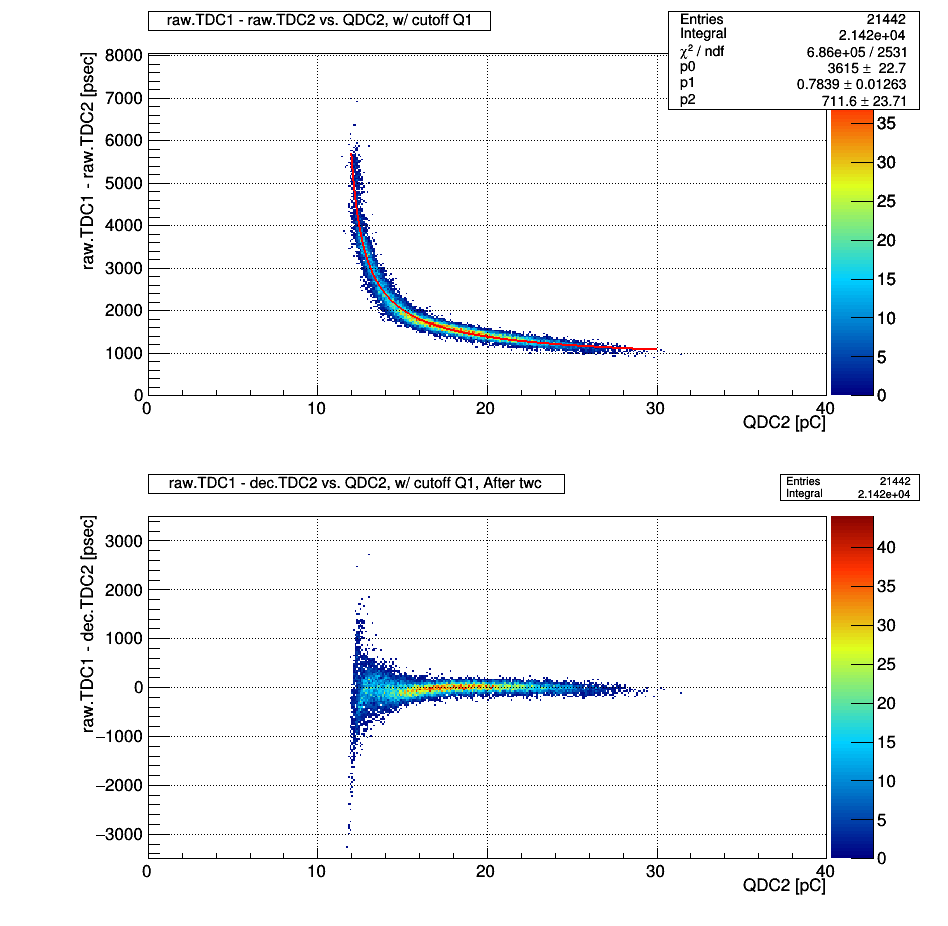 raw.TDC1 - raw.TDC2 vs. QDC2, w/ cutoff Q1
Entries 21442
Integral 2.142e+04
χ² / ndf 6.86e+05 / 2531
p0 3615 ± 22.7
p1 0.7839 ± 0.01263
p2 711.6 ± 23.71
raw.TDC1 - raw.TDC2 [psec]
8000
7000
6000
5000
4000
3000
2000
1000
0
0 10 20 30 40
QDC2 [pC]
35
30
25
20
15
10
5
0
raw.TDC1 - dec.TDC2 vs. QDC2, w/ cutoff Q1, After twc
Entries 21442
Integral 2.142e+04
raw.TDC1 - dec.TDC2 [psec]
3000
2000
1000
0
−1000
−2000
−3000
0 10 20 30 40
QDC2 [pC]
40
35
30
25
20
15
10
5
0